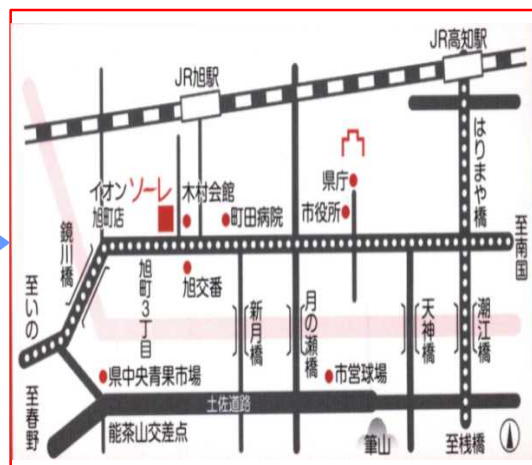 JR高知駅
JR旭駅
はりまや橋
県庁
市役所
イオン
旭町店
ソーレ
木村会館
町田病院
鏡川橋
至南国
至いの
旭町3丁目
旭交番
新月橋
月の瀬橋
天神橋
潮江橋
県中央青果市場
市営球場
至春野
土佐道路
能茶山交差点
筆山
至桟橋